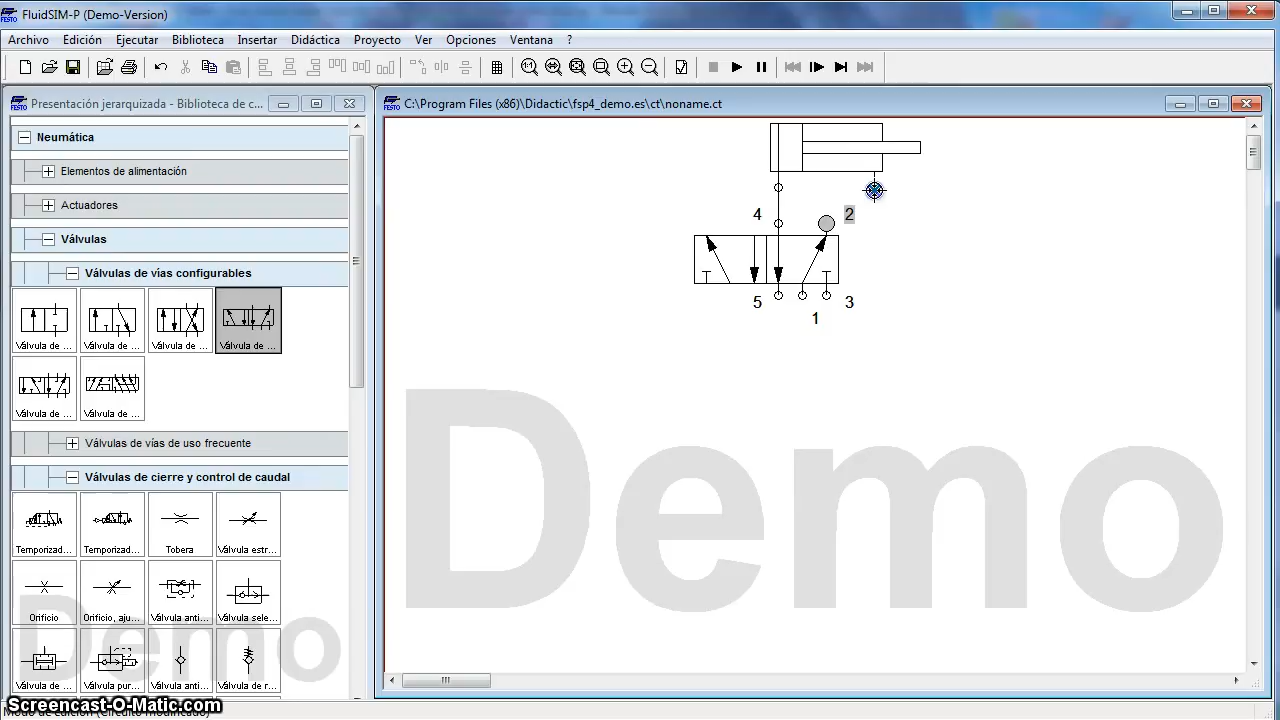 FluidSIM-P (Demo-Version)
Archivo Edición Ejecutar Biblioteca Insertar Didáctica Proyecto Ver Opciones Ventana ?
FESTO Presentación jerarquizada - Biblioteca de c...
Neumática
Elementos de alimentación
Actuadores
Válvulas
Válvulas de vías configurables
Válvula de ... Válvula de ... Válvula de ... Válvula de ...
Válvula de ... Válvula de ...
Válvulas de vías de uso frecuente
Válvulas de cierre y control de caudal
Temporizad... Temporizad... Tobera Válvula estr...
Orificio Orificio, aju... Válvula anti... Válvula sele...
Válvula de ... Válvula pur... Válvula anti... Válvula de r...
Demo
FESTO C:\Program Files (x86)\Didactic\fsp4_demo.es\ct\noname.ct
4 2
5 3
1
Demo
Screencast-O-Matic.com